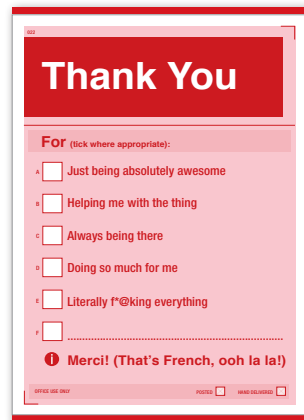 022
Thank You
For (tick where appropriate):
A Just being absolutely awesome
B Helping me with the thing
C Always being there
D Doing so much for me
E Literally f*@king everything
F ..........................................................
i Merci! (That's French, ooh la la!)
OFFICE USE ONLY POSTED HAND DELIVERED